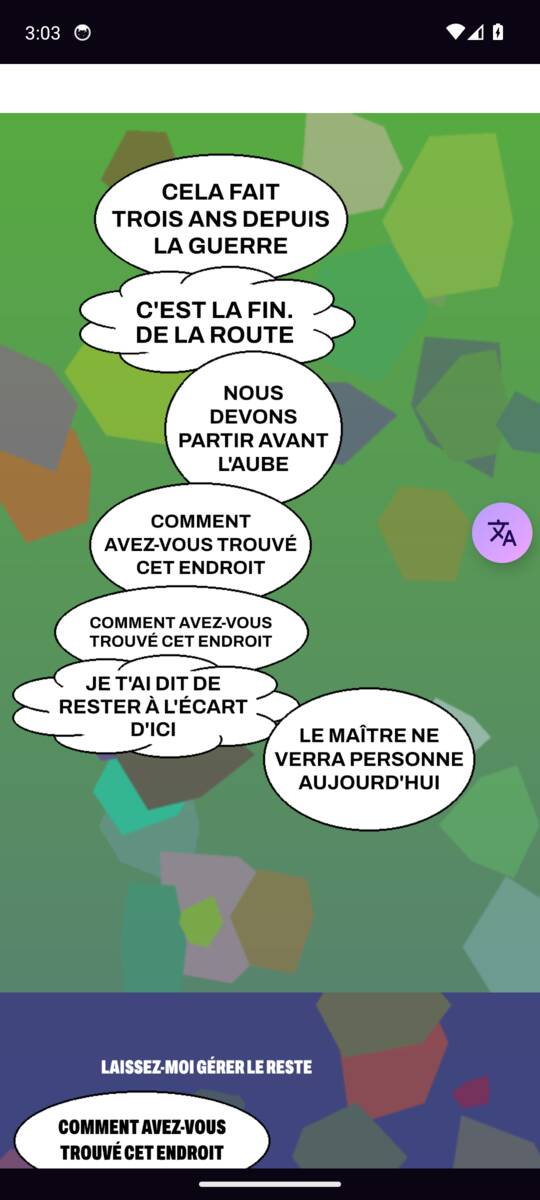 3:03
CELA FAIT
TROIS ANS DEPUIS
LA GUERRE
C'EST LA FIN.
DE LA ROUTE
NOUS
DEVONS
PARTIR AVANT
L'AUBE
COMMENT
AVEZ-VOUS TROUVÉ
CET ENDROIT
COMMENT AVEZ-VOUS
TROUVÉ CET ENDROIT
JE T'AI DIT DE
RESTER À L'ÉCART
D'ICI
LE MAÎTRE NE
VERRA PERSONNE
AUJOURD'HUI
LAISSEZ-MOI GÉRER LE RESTE
COMMENT AVEZ-VOUS
TROUVÉ CET ENDROIT